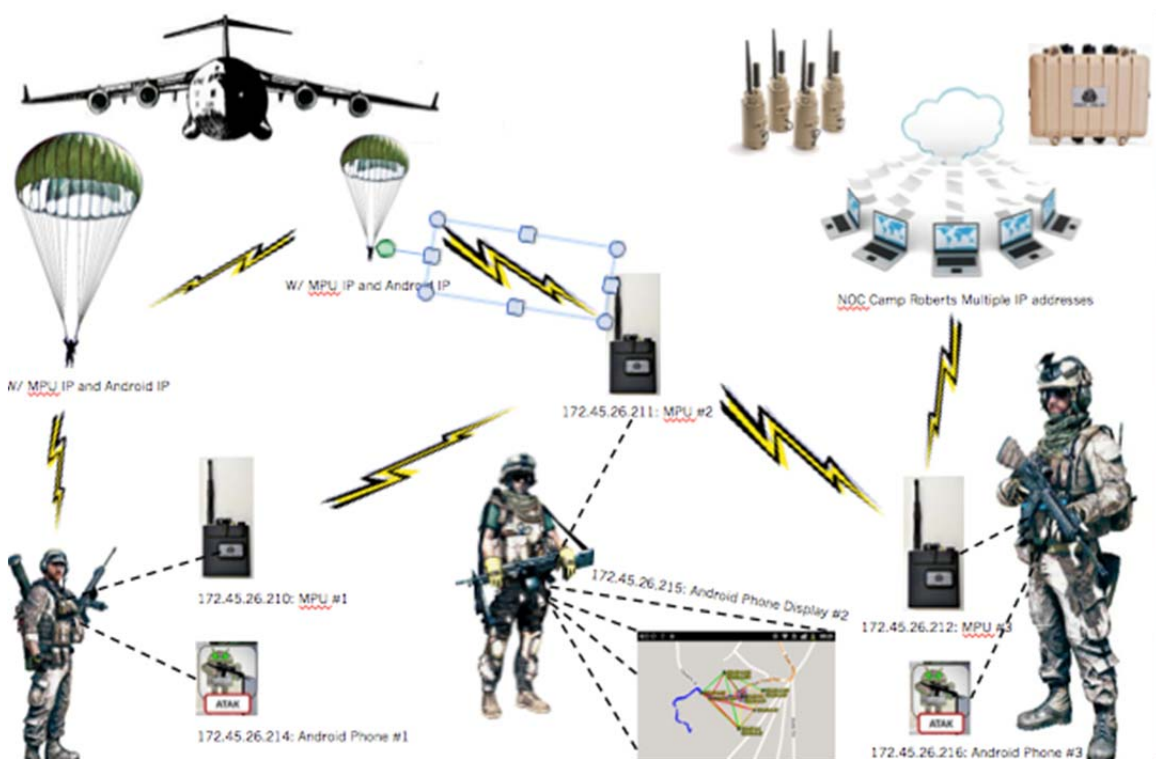 W/ MPU IP and Android IP
NOC Camp Roberts Multiple IP addresses
W/ MPU IP and Android IP
172.45.26.211: MPU #2
172.45.26.215: Android Phone Display #2
172.45.26.210: MPU #1
172.45.26.212: MPU #3
ATAK
ATAK
172.45.26.214: Android Phone #1
172.45.26.216: Android Phone #3